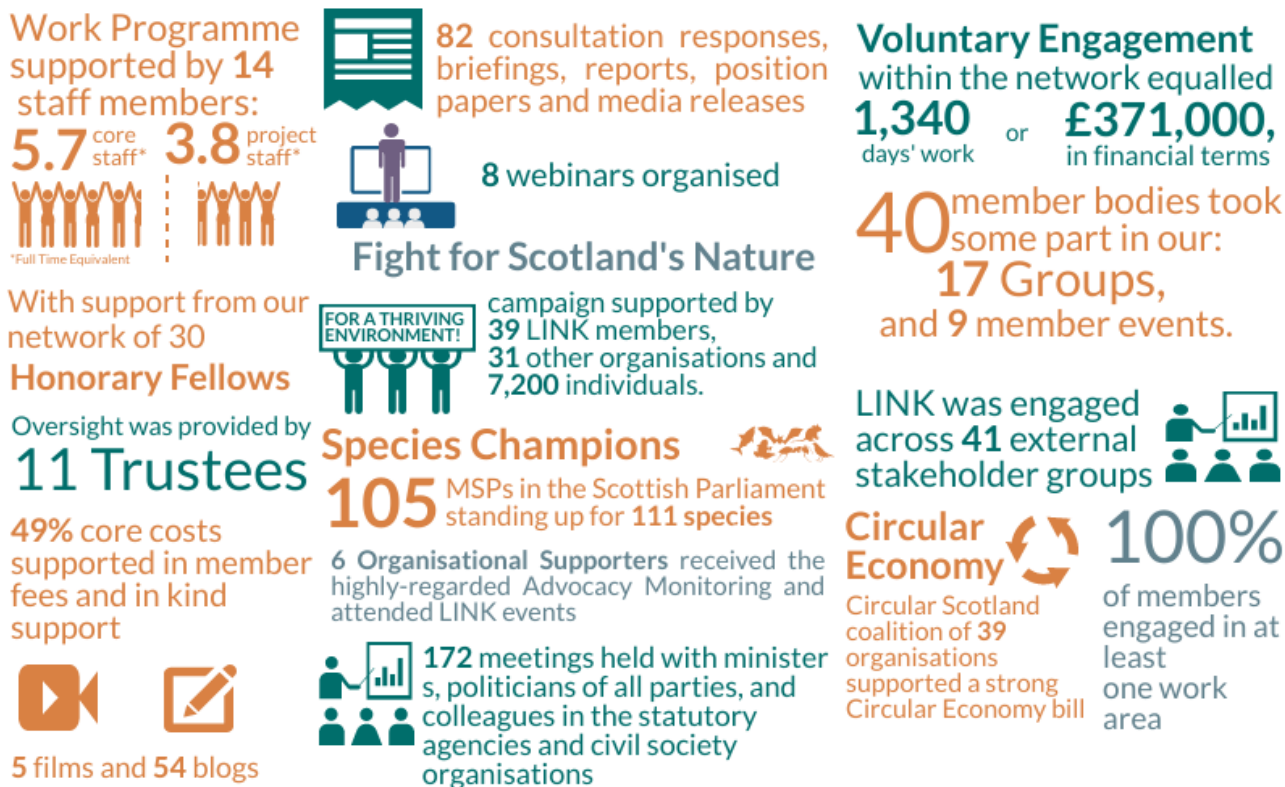 Work Programme
supported by 14
staff members:
5.7 core
staff*
3.8 project
staff*
*Full Time Equivalent
With support from our
network of 30
Honorary Fellows
Oversight was provided by
11 Trustees
49% core costs
supported in member
fees and in kind
support
5 films and 54 blogs
82 consultation responses,
briefings, reports, position
papers and media releases
8 webinars organised
Fight for Scotland's Nature
FOR A THRIVING
ENVIRONMENT!
campaign supported by
39 LINK members,
31 other organisations and
7,200 individuals.
Species Champions
105 MSPs in the Scottish Parliament
standing up for 111 species
6 Organisational Supporters received the
highly-regarded Advocacy Monitoring and
attended LINK events
172 meetings held with minister
s, politicians of all parties, and
colleagues in the statutory
agencies and civil society
organisations
Voluntary Engagement
within the network equalled
1,340
days' work
or
£371,000,
in financial terms
40 member bodies took
some part in our:
17 Groups,
and 9 member events.
LINK was engaged
across 41 external
stakeholder groups
Circular
Economy
Circular Scotland
coalition of 39
organisations
supported a strong
Circular Economy bill
100%
of members
engaged in at
least
one work
area